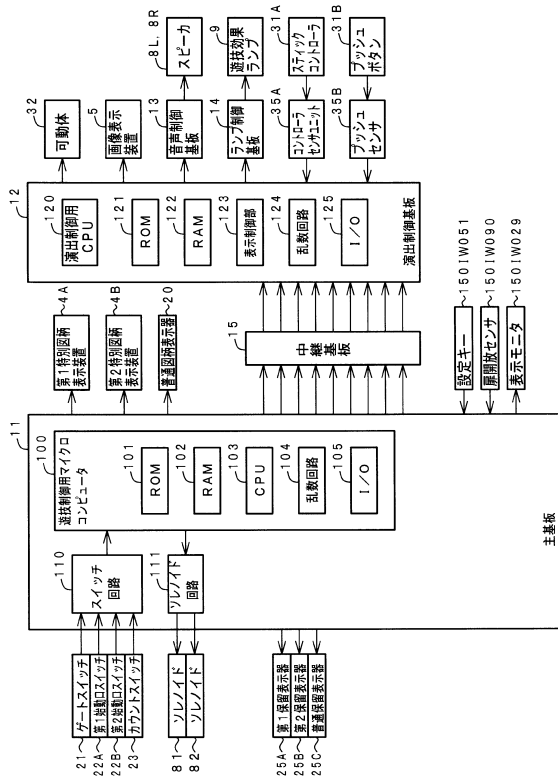 21
ゲートスイッチ
22A
第1始動口スイッチ
22B
第2始動口スイッチ
23
カウントスイッチ
81
ソレノイド
82
ソレノイド
25A
第1保留表示器
25B
第2保留表示器
25C
普通保留表示器
11
主基板
110
スイッチ
回路
111
ソレノイド
回路
100
遊技制御用マイクロ
コンピュータ
101
ROM
102
RAM
103
CPU
104
乱数回路
105
I/O
4A
第1特別図柄
表示装置
4B
第2特別図柄
表示装置
20
普通図柄表示器
15
中継
基板
設定キー
150IW051
扉開放センサ
150IW090
表示モニタ
150IW029
12
演出制御基板
120
演出制御用
CPU
121
ROM
122
RAM
123
表示制御部
124
乱数回路
125
I/O
32
可動体
5
画像表示
装置
13
音声制御
基板
8L, 8R
スピーカ
14
ランプ制御
基板
9
遊技効果
ランプ
35A
コントローラ
センサユニット
31A
スティック
コントローラ
35B
プッシュ
センサ
31B
プッシュ
ボタン